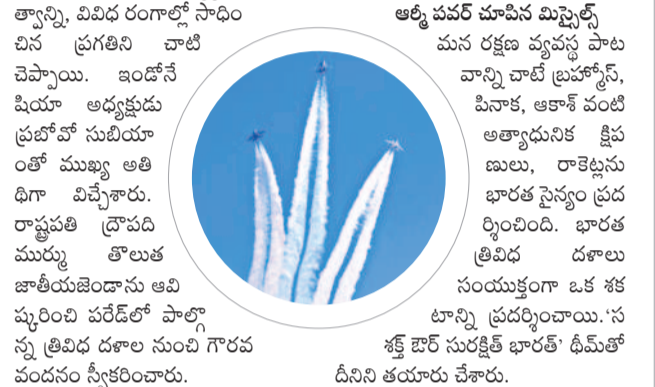 త్వాన్ని, వివిధ రంగాల్లో సాధిం
చిన ప్రగతిని చాటి
చెప్పాయి. ఇండోనే
షియా అధ్యక్షుడు
ప్రబోవో సుబియా
ంతో ముఖ్య అతి
థిగా విచ్చేశారు.
రాష్ట్రపతి ద్రౌపది
ముర్ము తొలుత
జాతీయజెండాను ఆవి
ష్కరించి పరేడ్‌లో పాల్గొ
న్న త్రివిధ దళాల నుంచి గౌరవ
వందనం స్వీకరించారు.
ఆర్మీ పవర్ చూపిన మిస్సైల్స్
మన రక్షణ వ్యవస్థ పాట
వాన్ని చాటే బ్రహ్మోస్,
పినాక, ఆకాశ్ వంటి
అత్యాధునిక క్షిప
ణులు, రాకెట్లను
భారత సైన్యం ప్రద
ర్శించింది. భారత
త్రివిధ దళాలు
సంయుక్తంగా ఒక శక
టాన్ని ప్రదర్శించాయి.‘స
శక్త్ ఔర్ సురక్షిత్ భారత్’ థీమ్‌తో
దీనిని తయారు చేశారు.